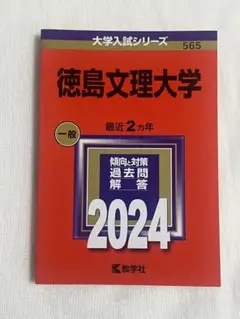 大学入試シリーズ
565
徳島文理大学
一般
最近2カ年
傾向と対策
過去問
解答
2024
教学社